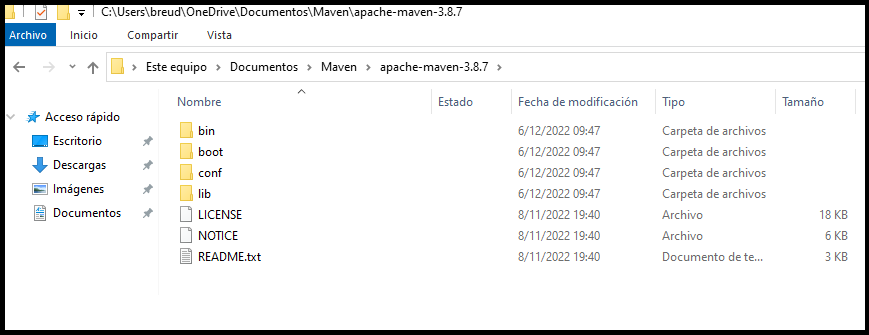 C:\Users\breud\OneDrive\Documentos\Maven\apache-maven-3.8.7
Archivo Inicio Compartir Vista
Este equipo > Documentos > Maven > apache-maven-3.8.7 >
Nombre Estado Fecha de modificación Tipo Tamaño
Acceso rápido
Escritorio
Descargas
Imágenes
Documentos
bin 6/12/2022 09:47 Carpeta de archivos
boot 6/12/2022 09:47 Carpeta de archivos
conf 6/12/2022 09:47 Carpeta de archivos
lib 6/12/2022 09:47 Carpeta de archivos
LICENSE 8/11/2022 19:40 Archivo 18 KB
NOTICE 8/11/2022 19:40 Archivo 6 KB
README.txt 8/11/2022 19:40 Documento de te... 3 KB